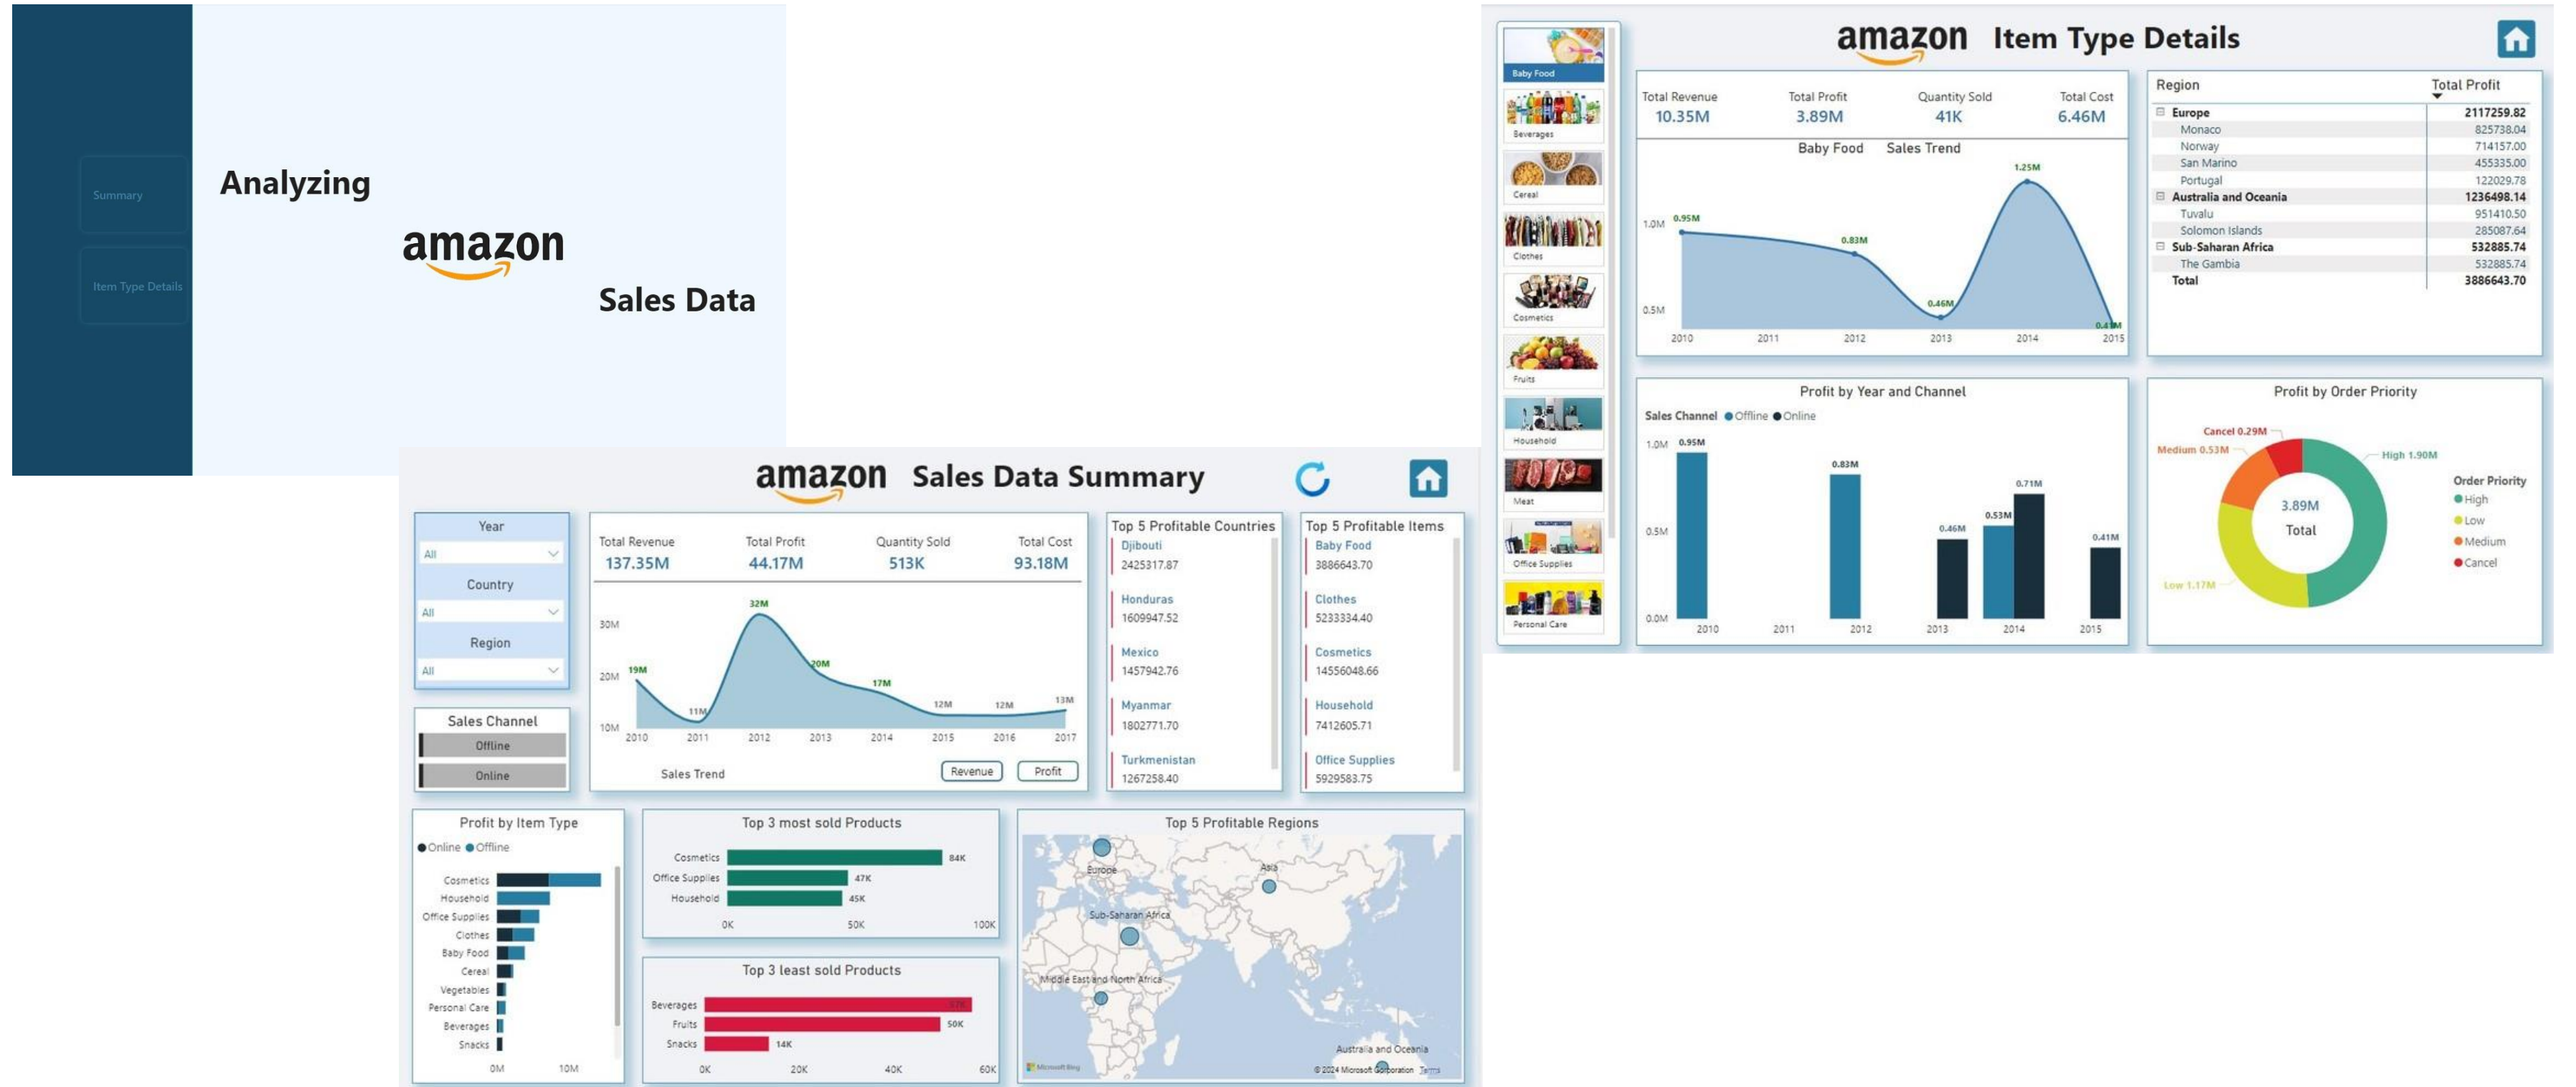 Summary
Item Type Details
Analyzing
amazon
Sales Data
amazon Sales Data Summary
Year
All
Country
All
Region
All
Sales Channel
Offline
Online
Total Revenue Total Profit Quantity Sold Total Cost
137.35M 44.17M 513K 93.18M
32M
30M
19M
20M
20M
17M
11M
12M
12M
13M
10M
2010 2011 2012 2013 2014 2015 2016 2017
Sales Trend
Revenue
Profit
Top 5 Profitable Countries
Djibouti
2425317.87
Honduras
1609947.52
Mexico
1457942.76
Myanmar
1802771.70
Turkmenistan
1267258.40
Top 5 Profitable Items
Baby Food
3886643.70
Clothes
5233334.40
Cosmetics
14556048.66
Household
7412605.71
Office Supplies
5929583.75
Profit by Item Type
Online Offline
Cosmetics
Household
Office Supplies
Clothes
Baby Food
Cereal
Vegetables
Personal Care
Beverages
Snacks
0M 10M
Top 3 most sold Products
Cosmetics 84K
Office Supplies 47K
Household 45K
0K 50K 100K
Top 3 least sold Products
Beverages
Fruits 50K
Snacks 14K
0K 20K 40K 60K
Top 5 Profitable Regions
Europe
Asia
Sub-Saharan Africa
Middle East and North Africa
Australia and Oceania
Microsoft Bing
© 2024 Microsoft Corporation Terms
amazon Item Type Details
Baby Food
Beverages
Cereal
Clothes
Cosmetics
Fruits
Household
Meat
Office Supplies
Personal Care
Total Revenue Total Profit Quantity Sold Total Cost
10.35M 3.89M 41K 6.46M
Baby Food Sales Trend
1.25M
1.0M
0.95M
0.83M
0.46M
0.5M
0.41M
2010 2011 2012 2013 2014 2015
Region Total Profit
Europe 2117259.82
Monaco 825738.04
Norway 714157.00
San Marino 455335.00
Portugal 122029.78
Australia and Oceania 1236498.14
Tuvalu 951410.50
Solomon Islands 285087.64
Sub-Saharan Africa 532885.74
The Gambia 532885.74
Total 3886643.70
Profit by Year and Channel
Sales Channel Offline Online
1.0M
0.95M
0.83M
0.71M
0.53M
0.46M
0.5M
0.41M
0.0M
2010 2011 2012 2013 2014 2015
Profit by Order Priority
Cancel 0.29M
Medium 0.53M
High 1.90M
Low 1.17M
3.89M
Total
Order Priority
High
Low
Medium
Cancel